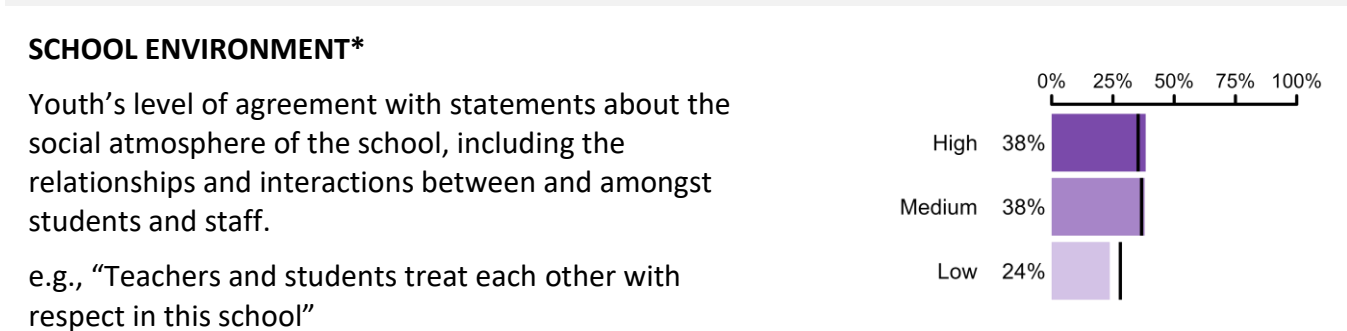 SCHOOL ENVIRONMENT*
Youth’s level of agreement with statements about the
social atmosphere of the school, including the
relationships and interactions between and amongst
students and staff.
e.g., “Teachers and students treat each other with
respect in this school”
0% 25% 50% 75% 100%
High 38%
Medium 38%
Low 24%